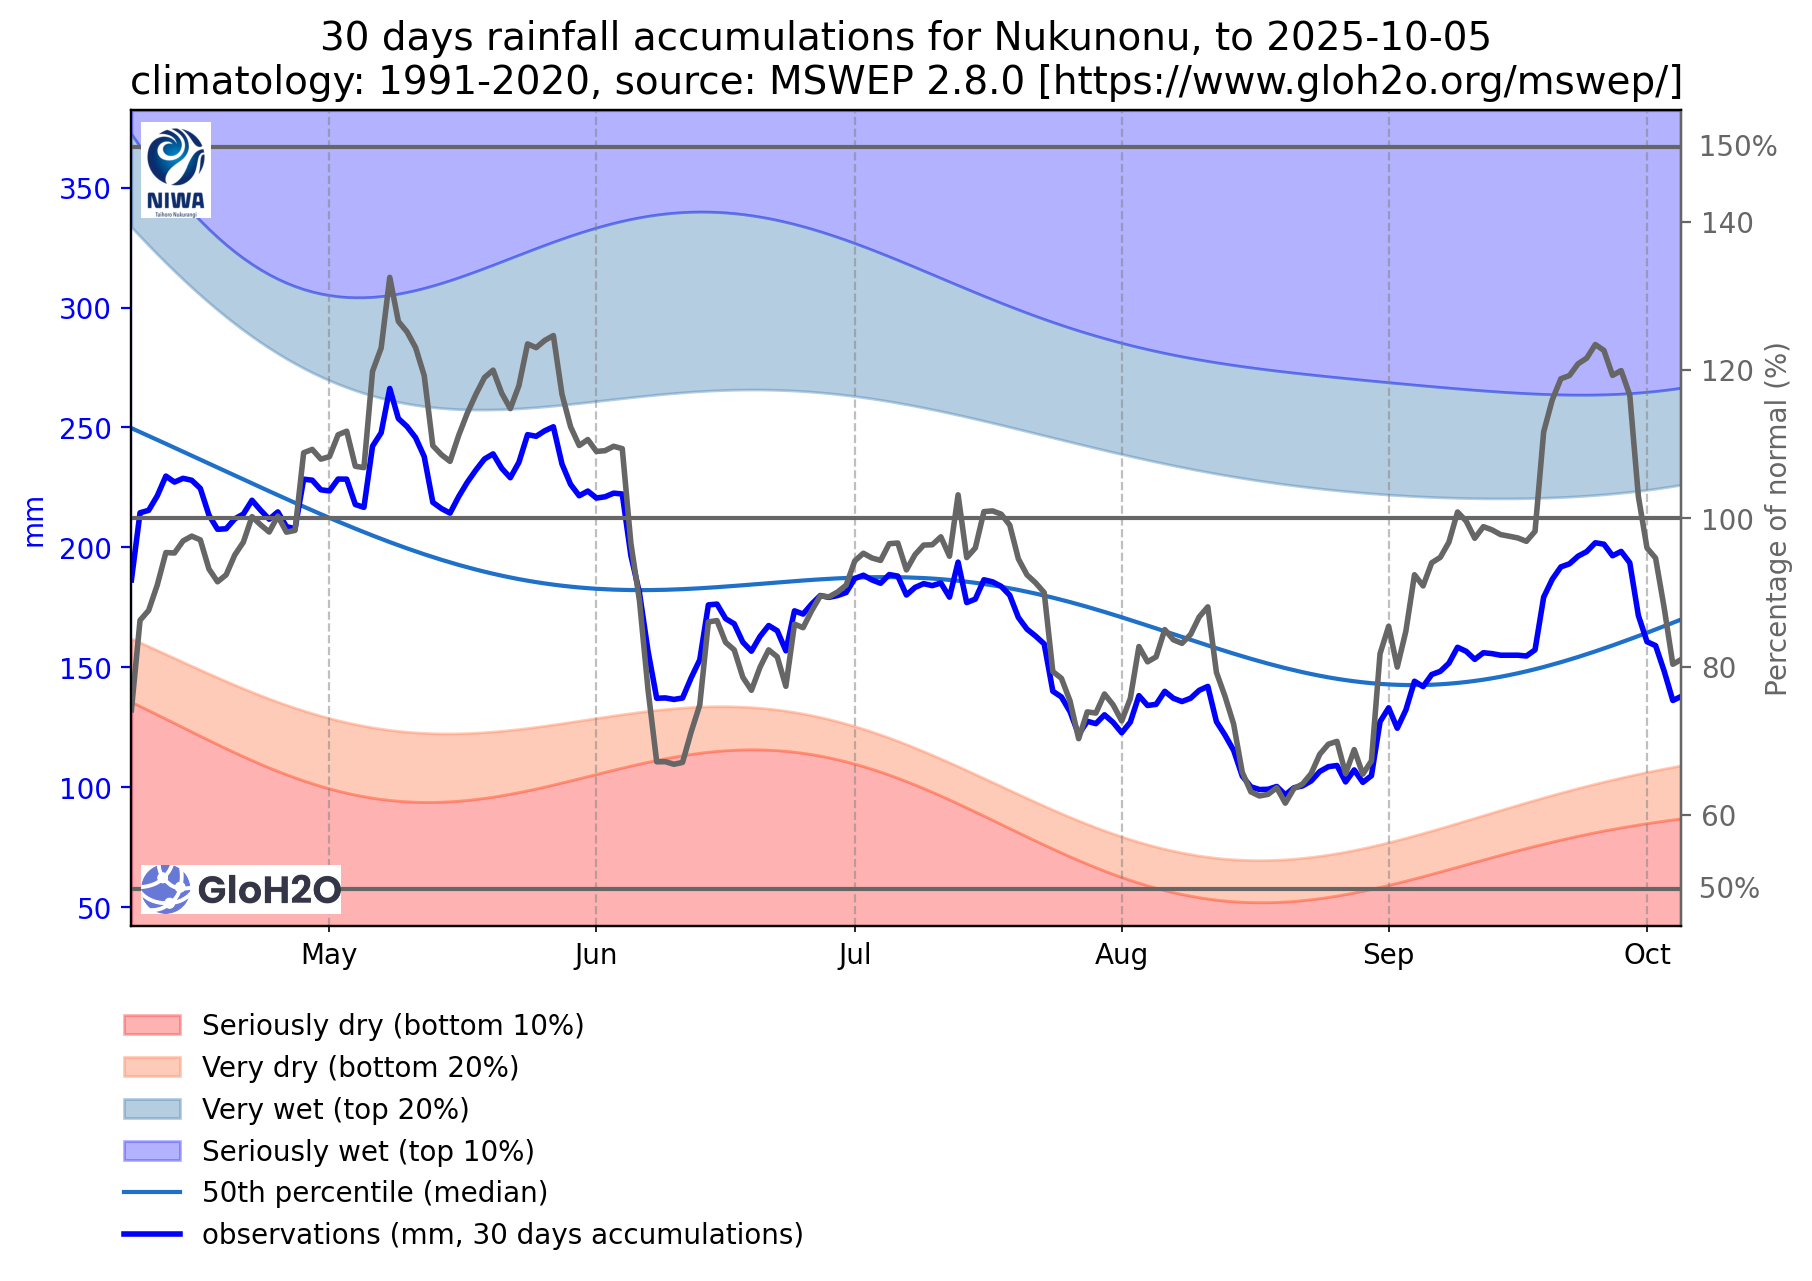 30 days rainfall accumulations for Nukunonu, to 2025-10-05
climatology: 1991-2020, source: MSWEP 2.8.0 [https://www.gloh2o.org/mswep/]
NIWA
Taihoro Nukurangi
350
300
250
200
150
100
50
mm
150%
140
120
100
80
60
50%
Percentage of normal (%)
GloH2O
May
Jun
Jul
Aug
Sep
Oct
Seriously dry (bottom 10%)
Very dry (bottom 20%)
Very wet (top 20%)
Seriously wet (top 10%)
50th percentile (median)
observations (mm, 30 days accumulations)